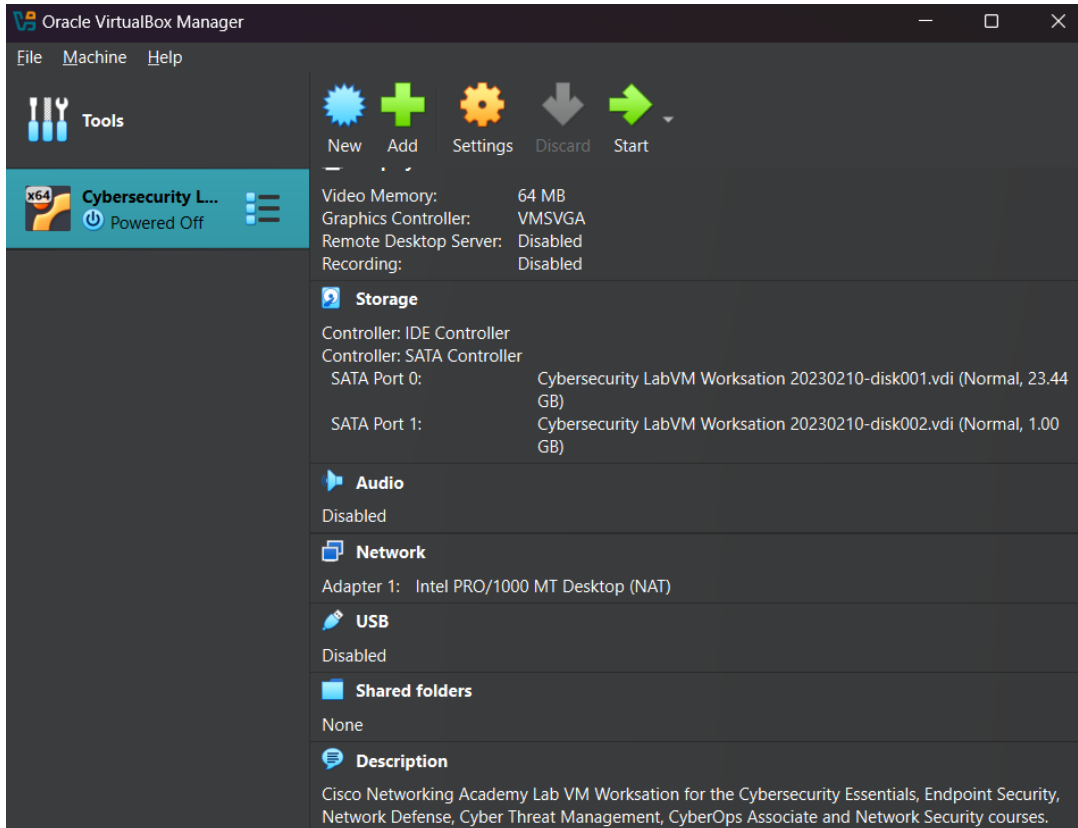 Oracle VirtualBox Manager
File Machine Help
Tools
New Add Settings Discard Start
x64 Cybersecurity L...
Powered Off
Video Memory: 64 MB
Graphics Controller: VMSVGA
Remote Desktop Server: Disabled
Recording: Disabled
Storage
Controller: IDE Controller
Controller: SATA Controller
SATA Port 0: Cybersecurity LabVM Worksation 20230210-disk001.vdi (Normal, 23.44
GB)
SATA Port 1: Cybersecurity LabVM Worksation 20230210-disk002.vdi (Normal, 1.00
GB)
Audio
Disabled
Network
Adapter 1: Intel PRO/1000 MT Desktop (NAT)
USB
Disabled
Shared folders
None
Description
Cisco Networking Academy Lab VM Worksation for the Cybersecurity Essentials, Endpoint Security,
Network Defense, Cyber Threat Management, CyberOps Associate and Network Security courses.